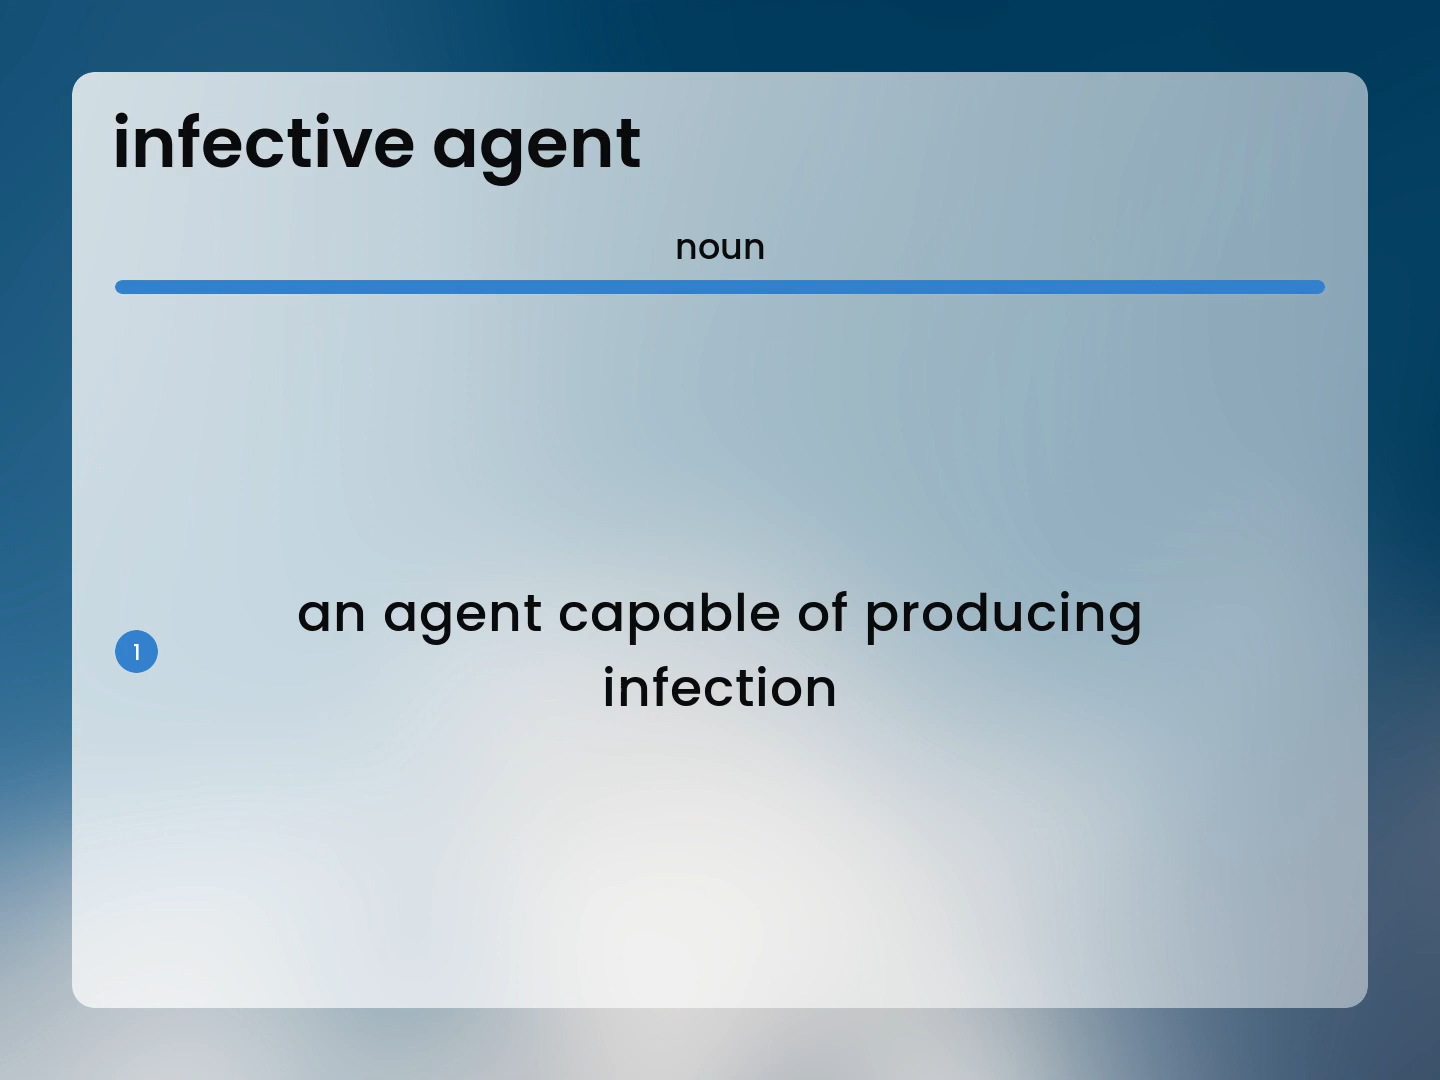 infective agent
noun
1
an agent capable of producing
infection